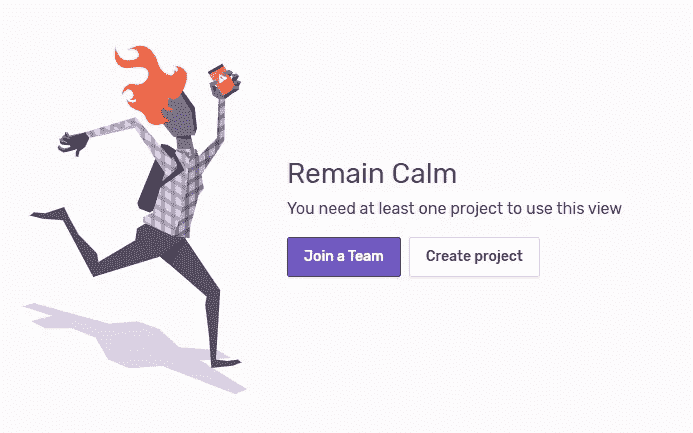 Remain Calm
You need at least one project to use this view
Join a Team
Create project